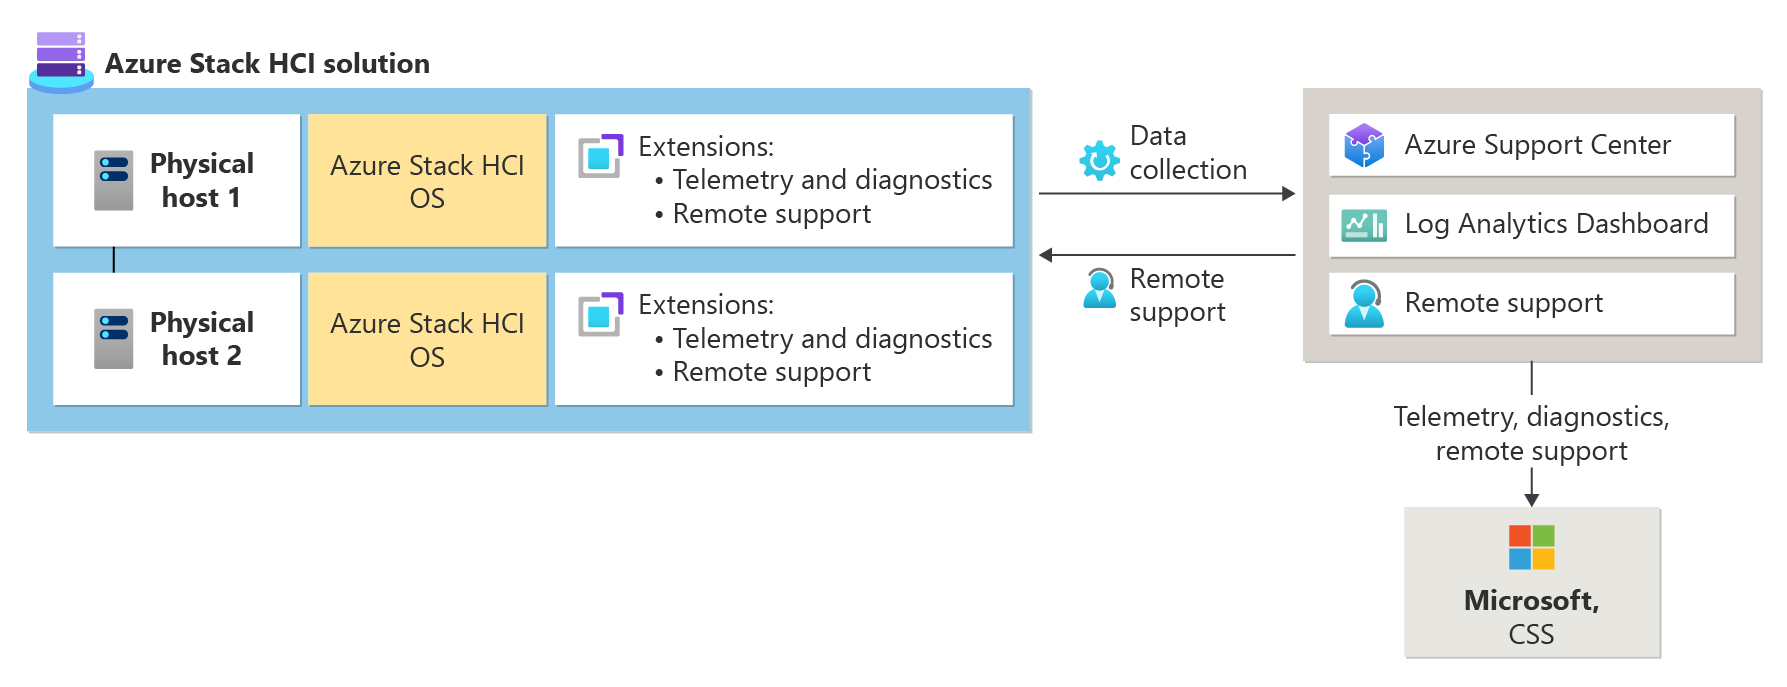 Azure Stack HCI solution
Physical
host 1
Azure Stack HCI
OS
Extensions:
• Telemetry and diagnostics
• Remote support
Physical
host 2
Azure Stack HCI
OS
Extensions:
• Telemetry and diagnostics
• Remote support
Data
collection
Remote
support
Azure Support Center
Log Analytics Dashboard
Remote support
Telemetry, diagnostics,
remote support
Microsoft,
CSS